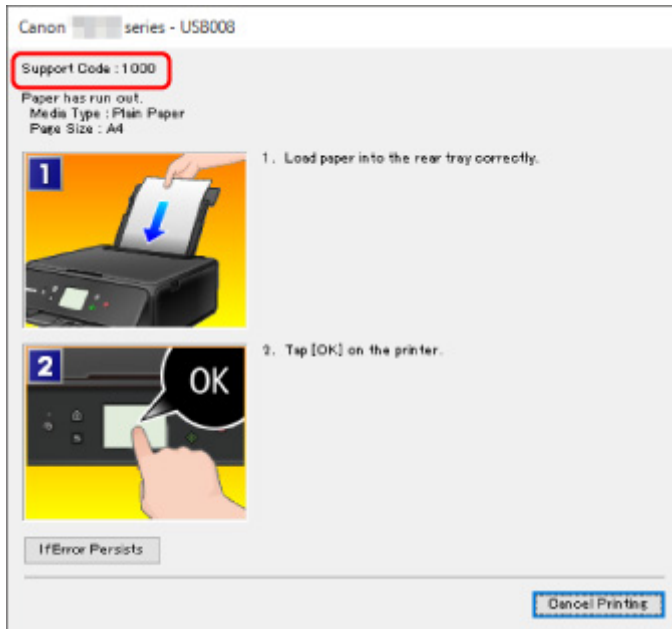 Canon series - USB008
Support Code : 1000
Paper has run out.
Media Type : Plain Paper
Page Size : A4
1
1. Load paper into the rear tray correctly.
2
OK
2. Tap [OK] on the printer.
If Error Persists
Cancel Printing